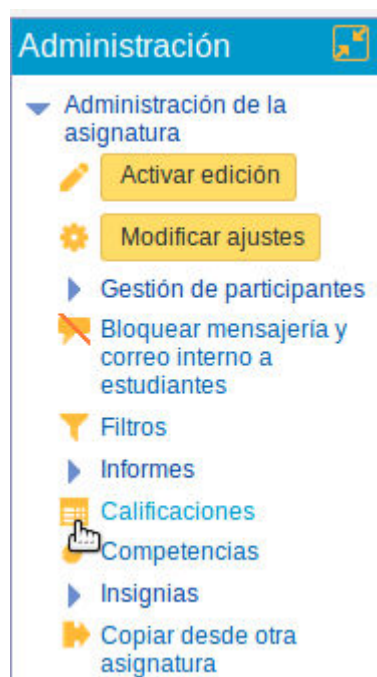 Administración
Administración de la
asignatura
Activar edición
Modificar ajustes
Gestión de participantes
Bloquear mensajería y
correo interno a
estudiantes
Filtros
Informes
Calificaciones
Competencias
Insignias
Copiar desde otra
asignatura